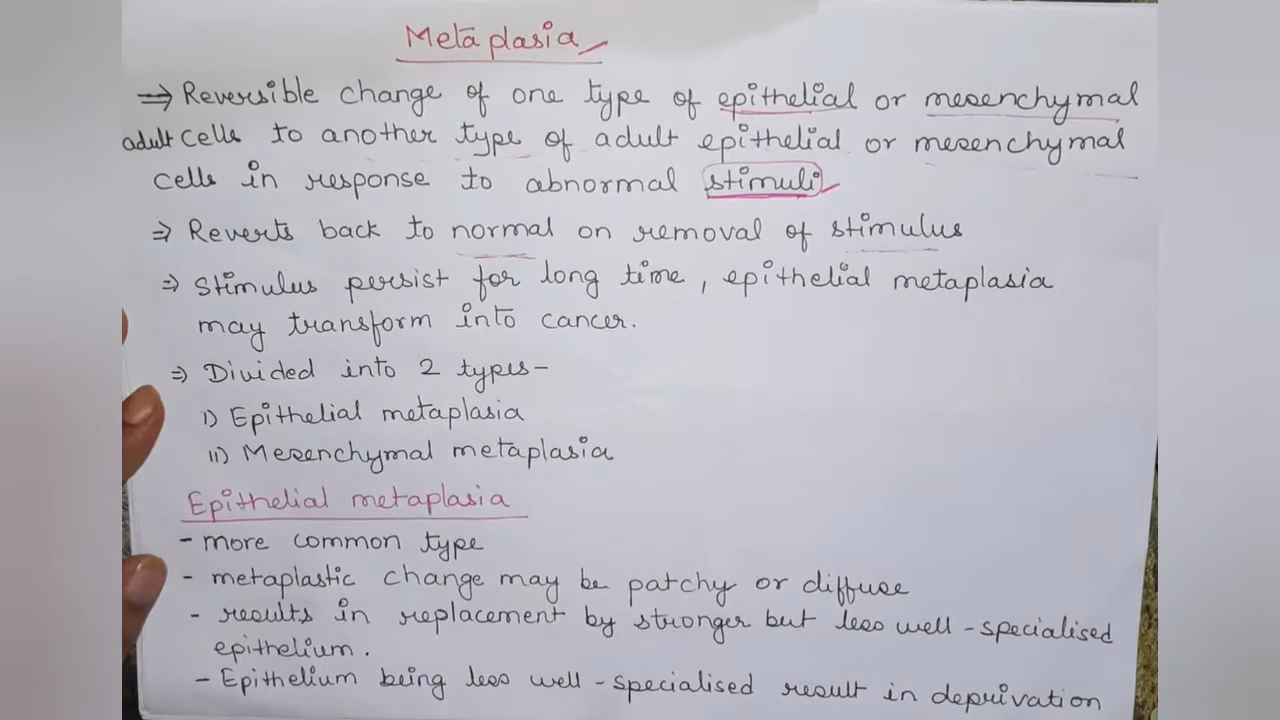 Metaplasia
⇒ Reversible change of one type of epithelial or mesenchymal
adult cells to another type of adult epithelial or mesenchymal
cells in response to abnormal stimuli
⇒ Reverts back to normal on removal of stimulus
⇒ Stimulus persist for long time, epithelial metaplasia
may transform into cancer.
⇒ Divided into 2 types-
i) Epithelial metaplasia
ii) Mesenchymal metaplasia
Epithelial metaplasia
- more common type
- metaplastic change may be patchy or diffuse
- results in replacement by stronger but less well-specialised
epithelium.
- Epithelium being less well-specialised result in deprivation